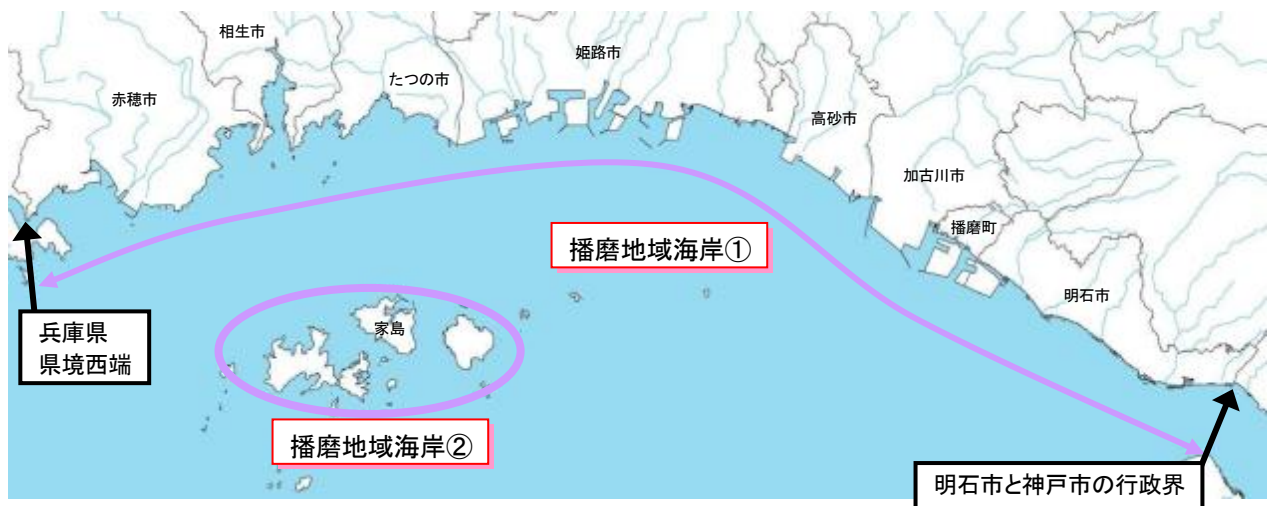 相生市
姫路市
たつの市
赤穂市
高砂市
加古川市
播磨町
播磨地域海岸①
明石市
家島
兵庫県
県境西端
播磨地域海岸②
明石市と神戸市の行政界